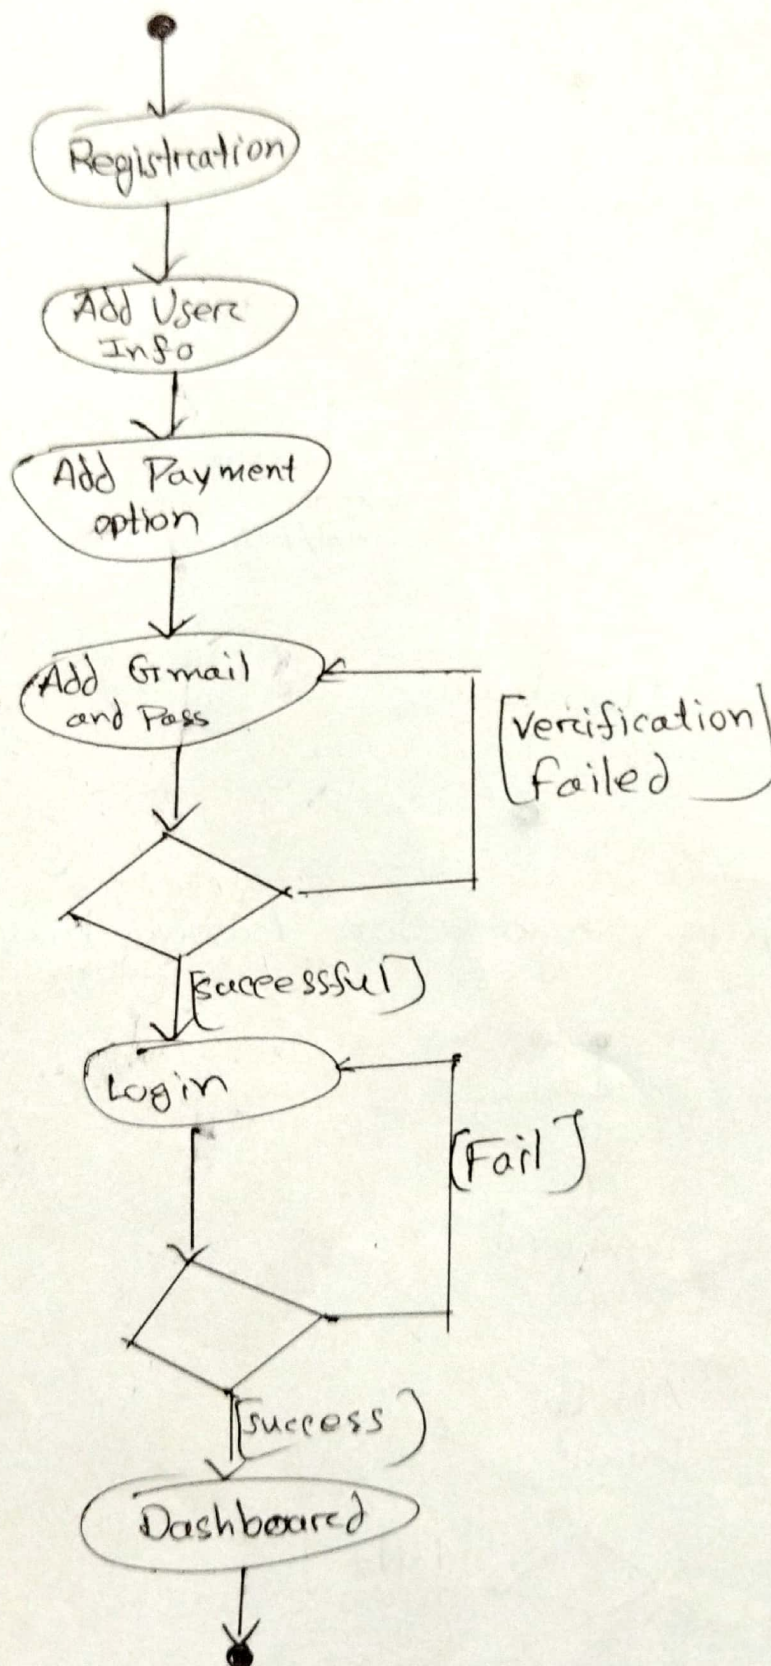 Registration
Add User
Info
Add Payment
option
Add Gmail
and Pass
[verification
failed]
[successful]
Login
[Fail]
[success]
Dashboard